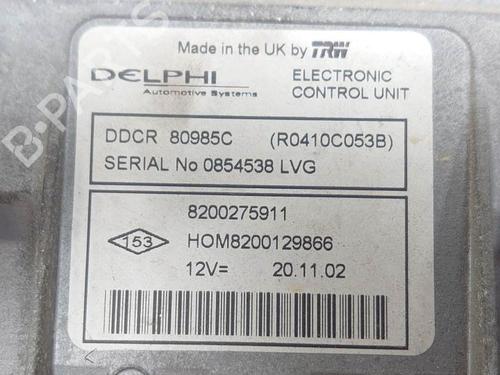 Made in the UK by TRW
DELPHI
Automotive Systems
ELECTRONIC
CONTROL UNIT
DDCR 80985C (R0410C053B)
SERIAL No 0854538 LVG
8200275911
153 HOM8200129866
12V= 20.11.02
B-PARTS